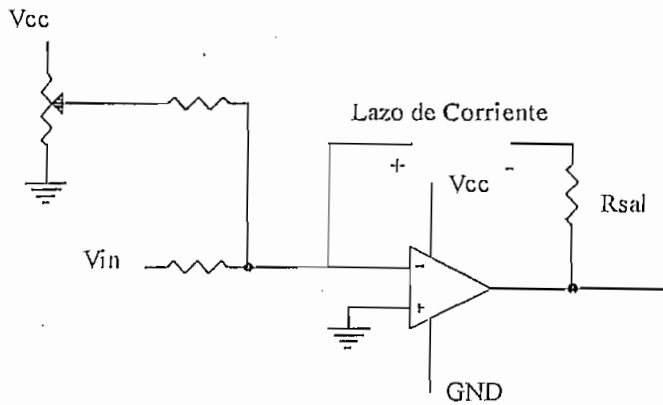 Vcc
Lazo de Corriente
+ -
Vcc
Rsal
Vin
-
+
GND